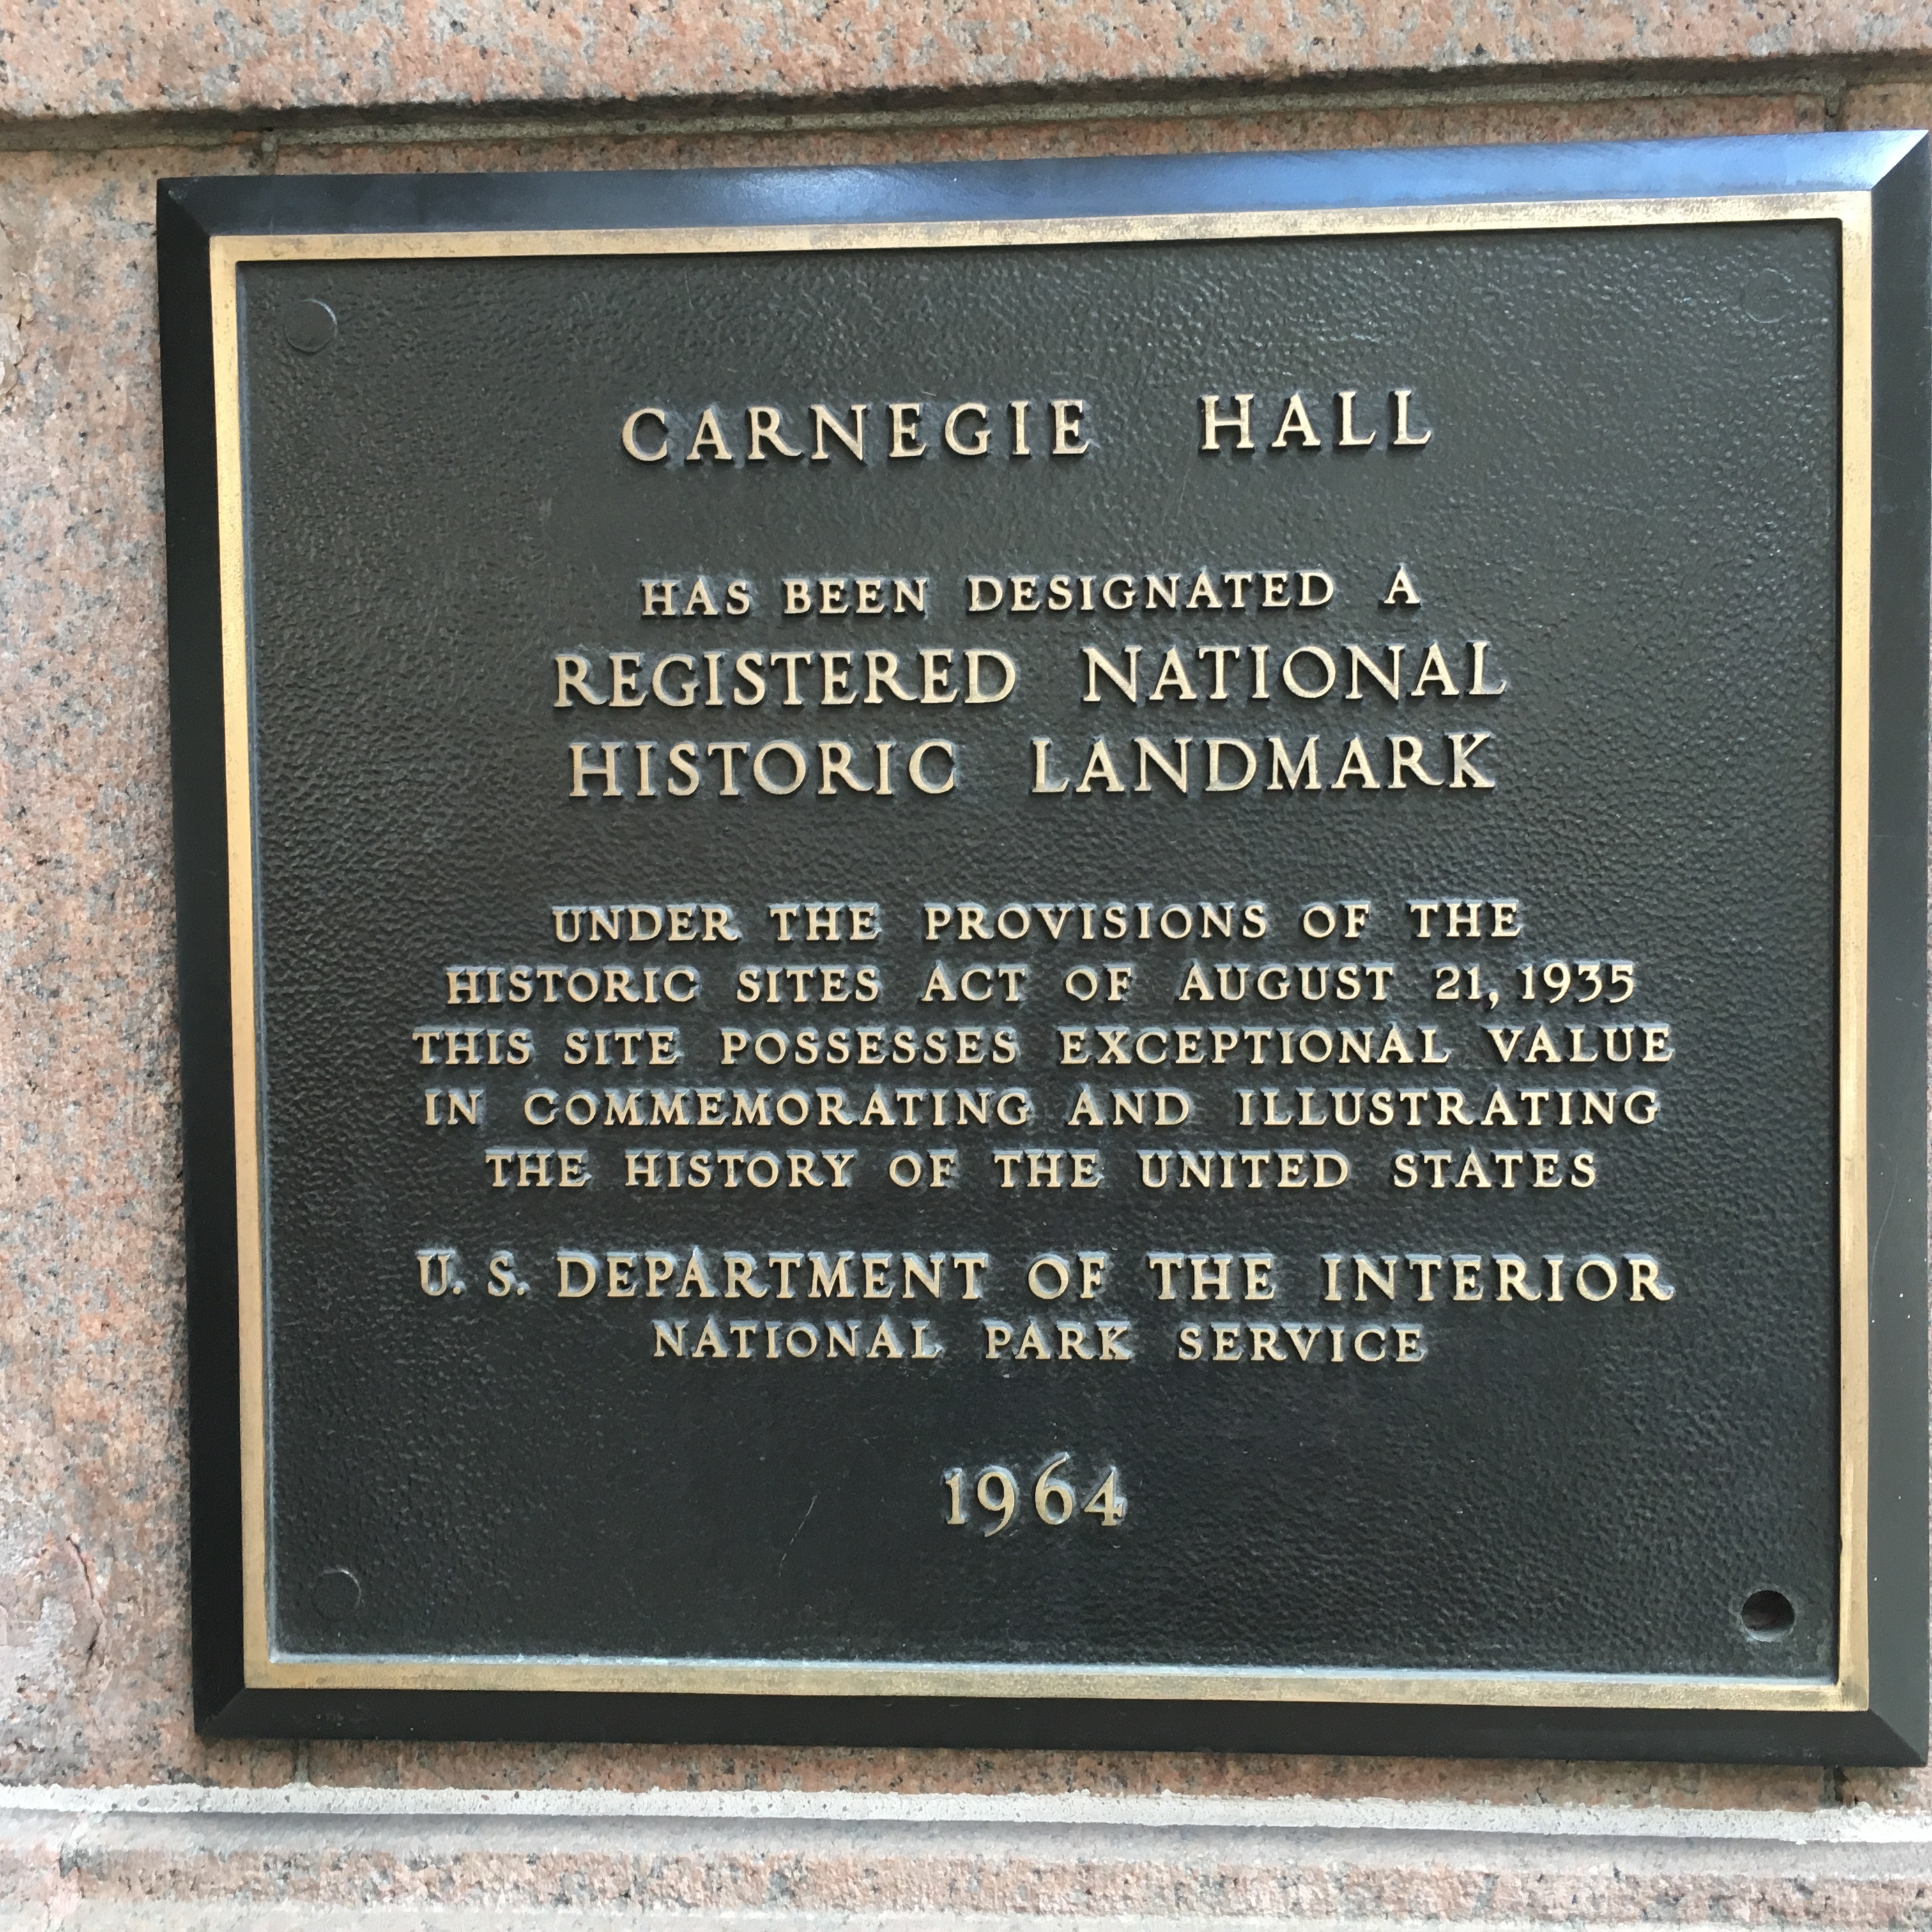 CARNEGIE HALL
HAS BEEN DESIGNATED A
REGISTERED NATIONAL
HISTORIC LANDMARK
UNDER THE PROVISIONS OF THE
HISTORIC SITES ACT OF AUGUST 21, 1935
THIS SITE POSSESSES EXCEPTIONAL VALUE
IN COMMEMORATING AND ILLUSTRATING
THE HISTORY OF THE UNITED STATES
U. S. DEPARTMENT OF THE INTERIOR
NATIONAL PARK SERVICE
1964